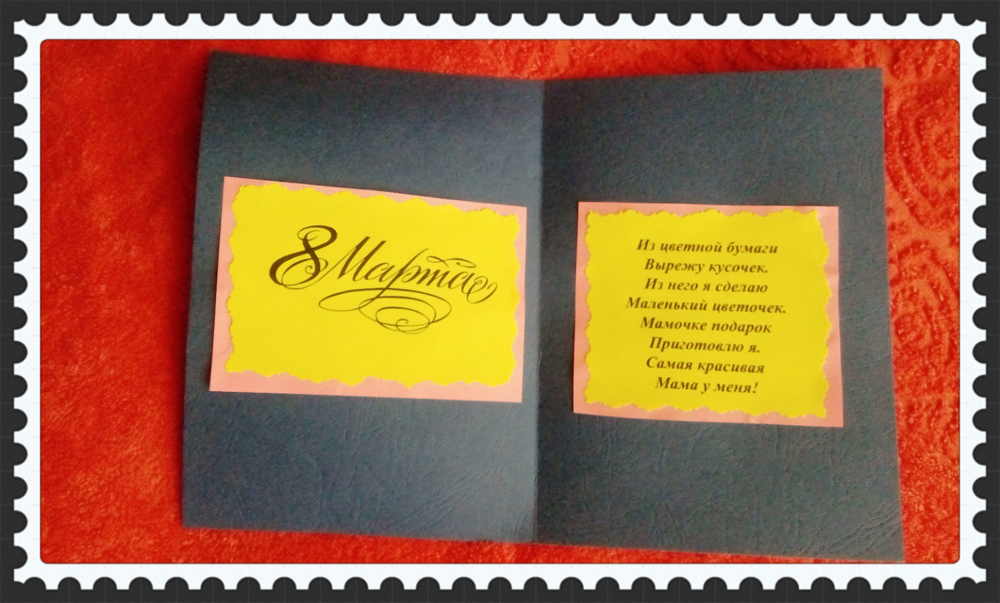 8 Марта
Из цветной бумаги
Вырежу кусочек.
Из него я сделаю
Маленький цветочек.
Мамочке подарок
Приготовлю я.
Самая красивая
Мама у меня!